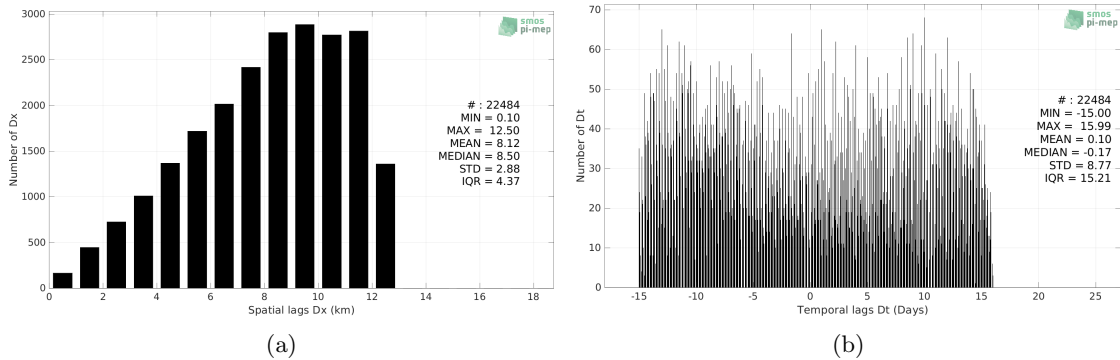 3000
2500
2000
1500
1000
500
0
Number of Dx
smos
pi-mep
# : 22484
MIN = 0.10
MAX = 12.50
MEAN = 8.12
MEDIAN = 8.50
STD = 2.88
IQR = 4.37
0 2 4 6 8 10 12 14 16 18
Spatial lags Dx (km)
(a)
70
60
50
40
30
20
10
0
Number of Dt
smos
pi-mep
# : 22484
MIN = -15.00
MAX = 15.99
MEAN = 0.10
MEDIAN = -0.17
STD = 8.77
IQR = 15.21
-15 -10 -5 0 5 10 15 20 25
Temporal lags Dt (Days)
(b)